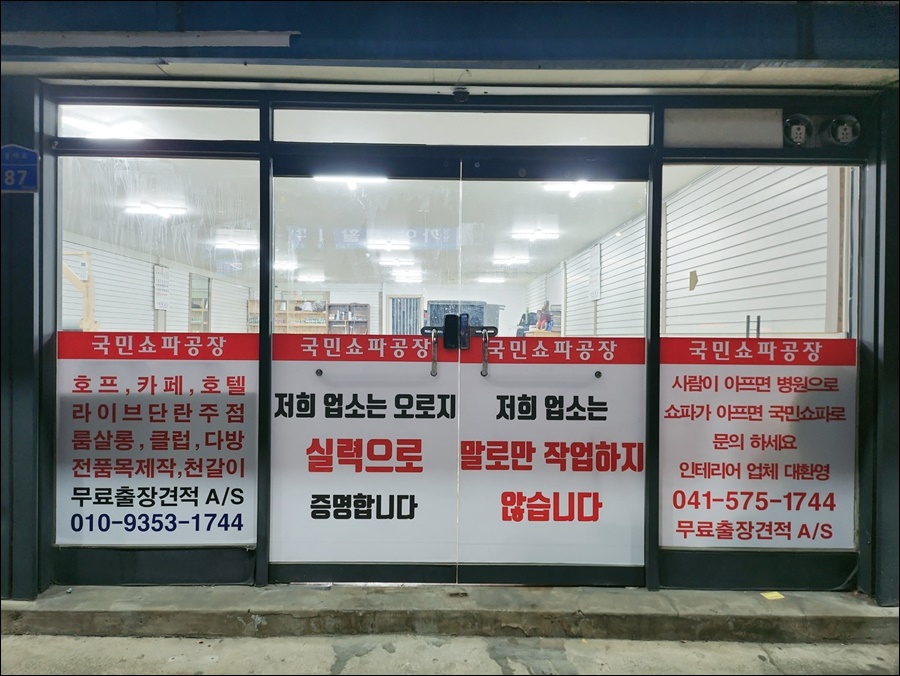 87
국민쇼파공장
호프,카페,호텔
라이브단란주점
룸살롱,클럽,다방
전품목제작,천갈이
무료출장견적 A/S
010-9353-1744
국민쇼파공장
저희 업소는 오로지
실력으로
증명합니다
국민쇼파공장
저희 업소는
말로만 작업하지
않습니다
국민쇼파공장
사람이 아프면 병원으로
쇼파가 아프면 국민쇼파로
문의 하세요
인테리어 업체 대환영
041-575-1744
무료출장견적 A/S